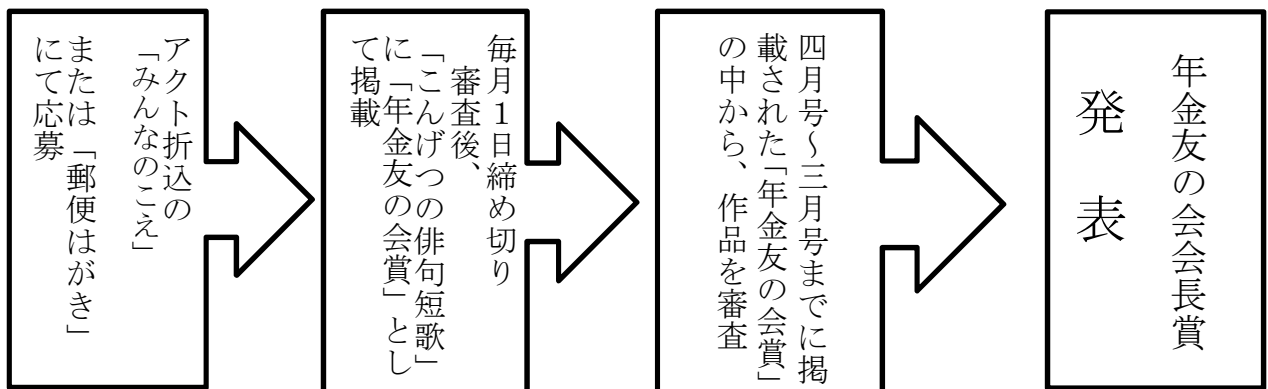 アクト折込の
「みんなのこえ」
または「郵便はがき」
にて応募
毎月１日締め切り
審査後、
「こんげつの俳句短歌」
に「年金友の会賞」とし
て掲載
四月号～三月号までに掲
載された「年金友の会賞」
の中から、作品を審査
年金友の会会長賞
発表